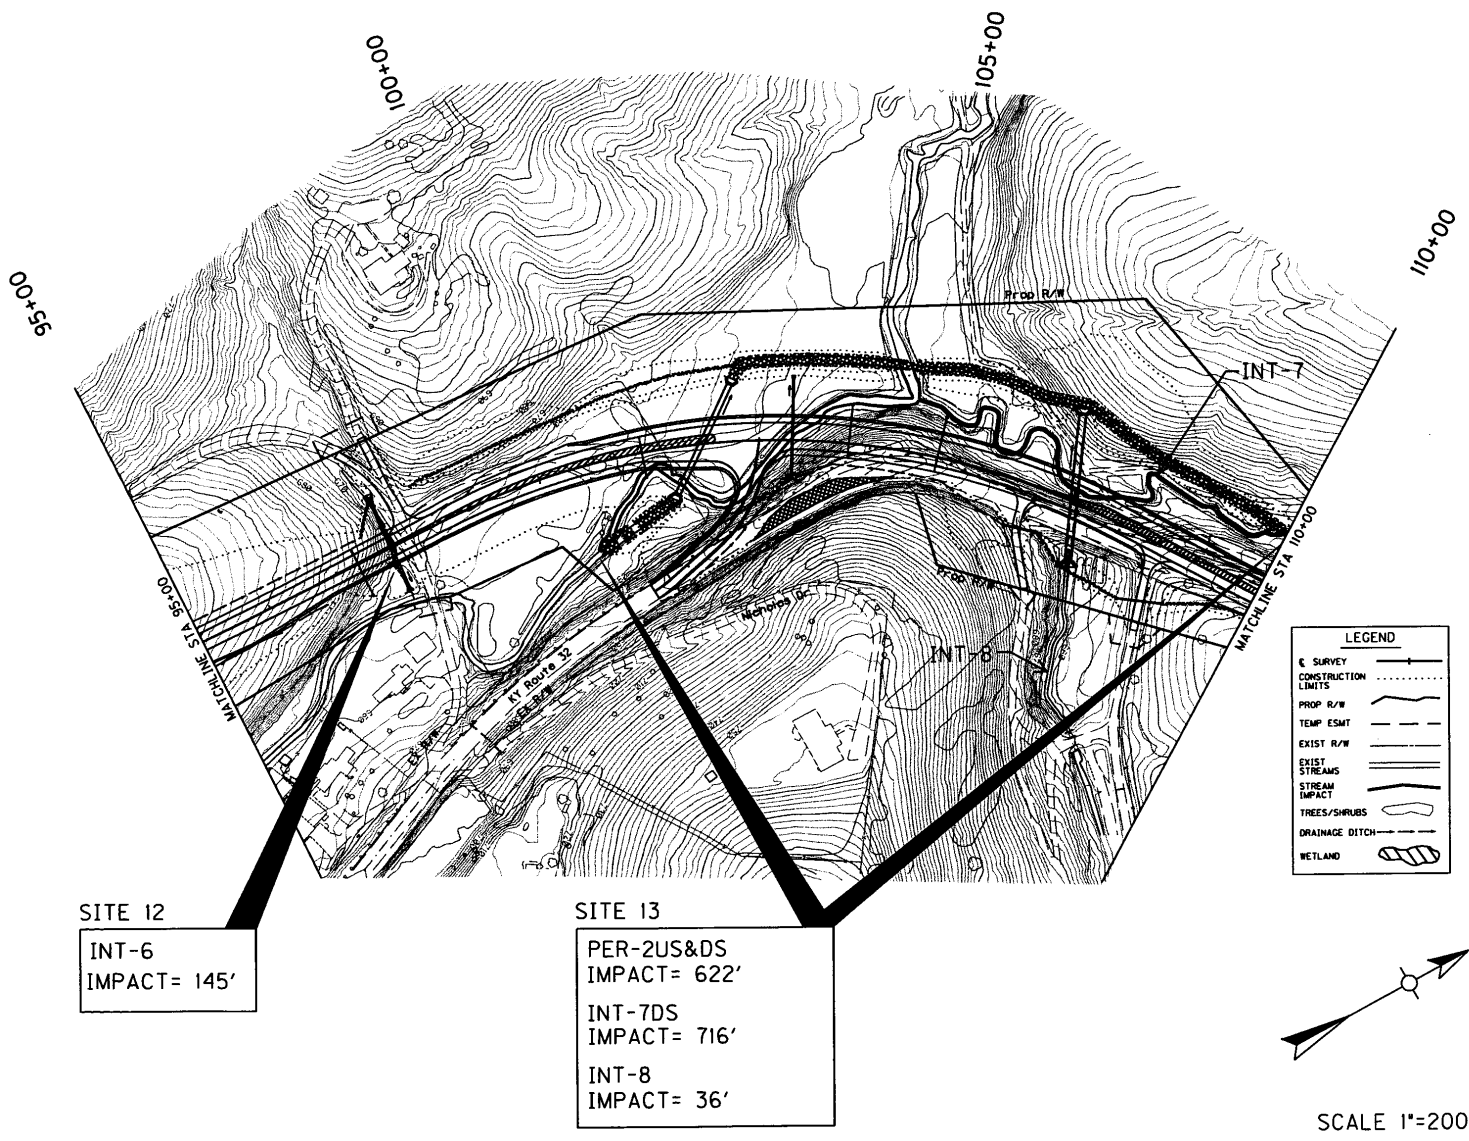 95+00
100+00
105+00
110+00
Prop R/W
INT-7
MATCHLINE STA 95+00
MATCHLINE STA 110+00
Prop R/W
Nicholas Dr
INT-8
KY Route 32
Ex R/W
Ex R/W
LEGEND
℄ SURVEY
CONSTRUCTION
LIMITS
PROP R/W
TEMP ESMT
EXIST R/W
EXIST
STREAMS
STREAM
IMPACT
TREES/SHRUBS
DRAINAGE DITCH
WETLAND
SITE 12
INT-6
IMPACT= 145'
SITE 13
PER-2US&DS
IMPACT= 622'
INT-7DS
IMPACT= 716'
INT-8
IMPACT= 36'
SCALE 1"=200